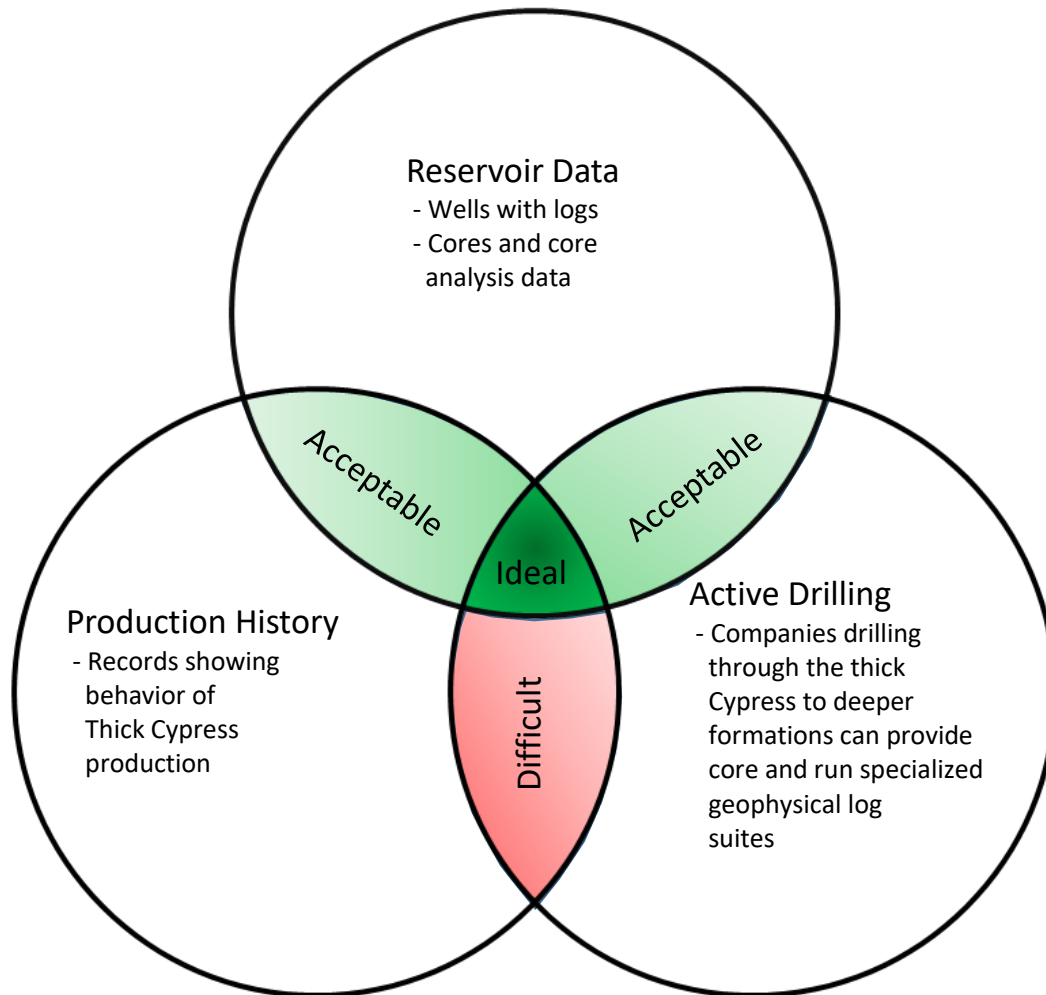 Reservoir Data
- Wells with logs
- Cores and core
analysis data
Acceptable
Acceptable
Ideal
Production History
- Records showing
behavior of
Thick Cypress
production
Difficult
Active Drilling
- Companies drilling
through the thick
Cypress to deeper
formations can provide
core and run specialized
geophysical log
suites